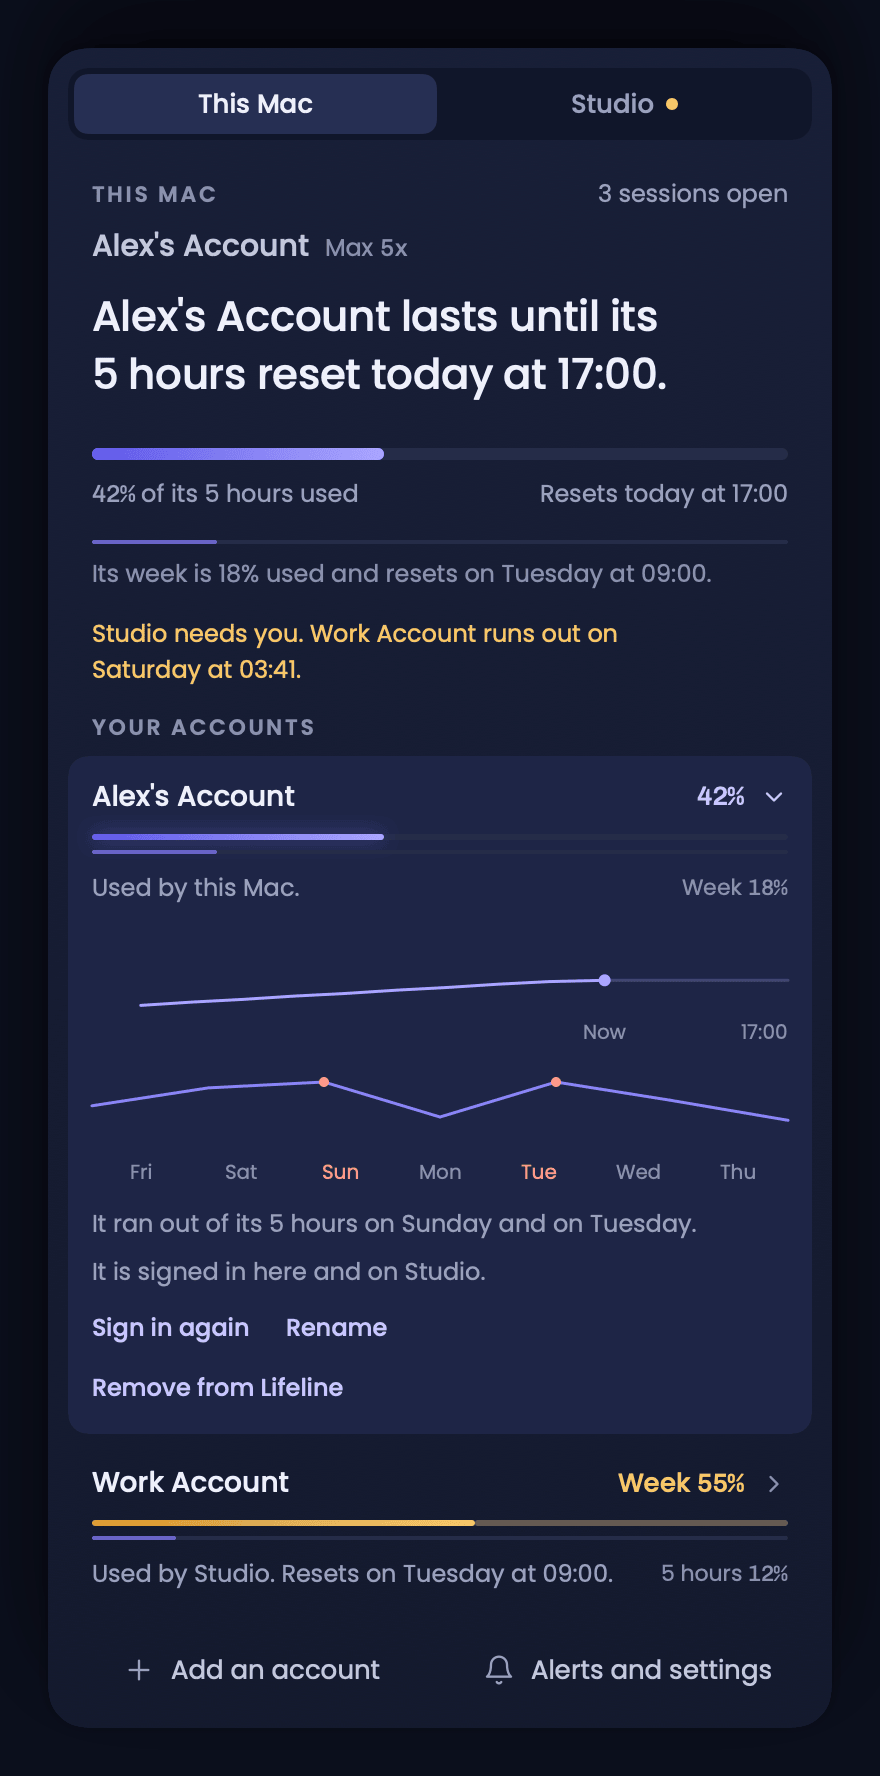 This Mac
Studio
THIS MAC
3 sessions open
Alex's Account Max 5x
Alex's Account lasts until its
5 hours reset today at 17:00.
42% of its 5 hours used
Resets today at 17:00
Its week is 18% used and resets on Tuesday at 09:00.
Studio needs you. Work Account runs out on
Saturday at 03:41.
YOUR ACCOUNTS
Alex's Account
42%
Used by this Mac.
Week 18%
Now
17:00
Fri Sat Sun Mon Tue Wed Thu
It ran out of its 5 hours on Sunday and on Tuesday.
It is signed in here and on Studio.
Sign in again Rename
Remove from Lifeline
Work Account
Week 55%
Used by Studio. Resets on Tuesday at 09:00.
5 hours 12%
Add an account
Alerts and settings